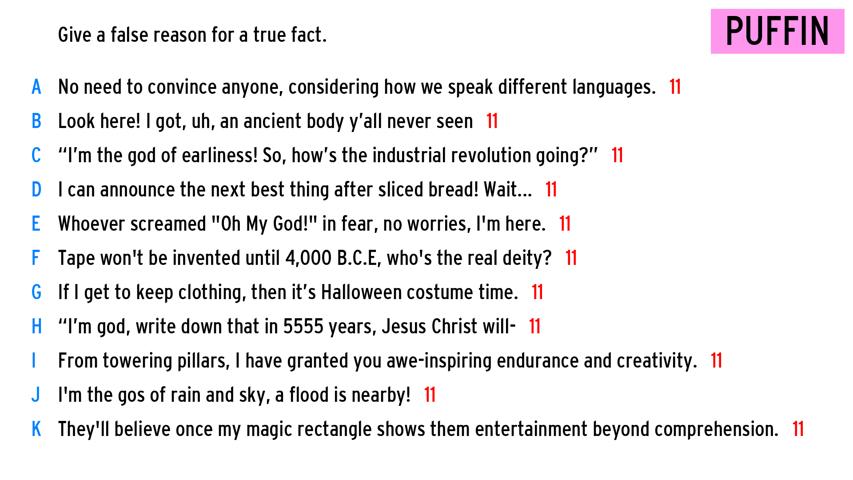 Give a false reason for a true fact.
PUFFIN
A No need to convince anyone, considering how we speak different languages. 11
B Look here! I got, uh, an ancient body y'all never seen 11
C “I'm the god of earliness! So, how's the industrial revolution going?” 11
D I can announce the next best thing after sliced bread! Wait... 11
E Whoever screamed "Oh My God!" in fear, no worries, I'm here. 11
F Tape won't be invented until 4,000 B.C.E, who's the real deity? 11
G If I get to keep clothing, then it's Halloween costume time. 11
H “I'm god, write down that in 5555 years, Jesus Christ will- 11
I From towering pillars, I have granted you awe-inspiring endurance and creativity. 11
J I'm the gos of rain and sky, a flood is nearby! 11
K They'll believe once my magic rectangle shows them entertainment beyond comprehension. 11